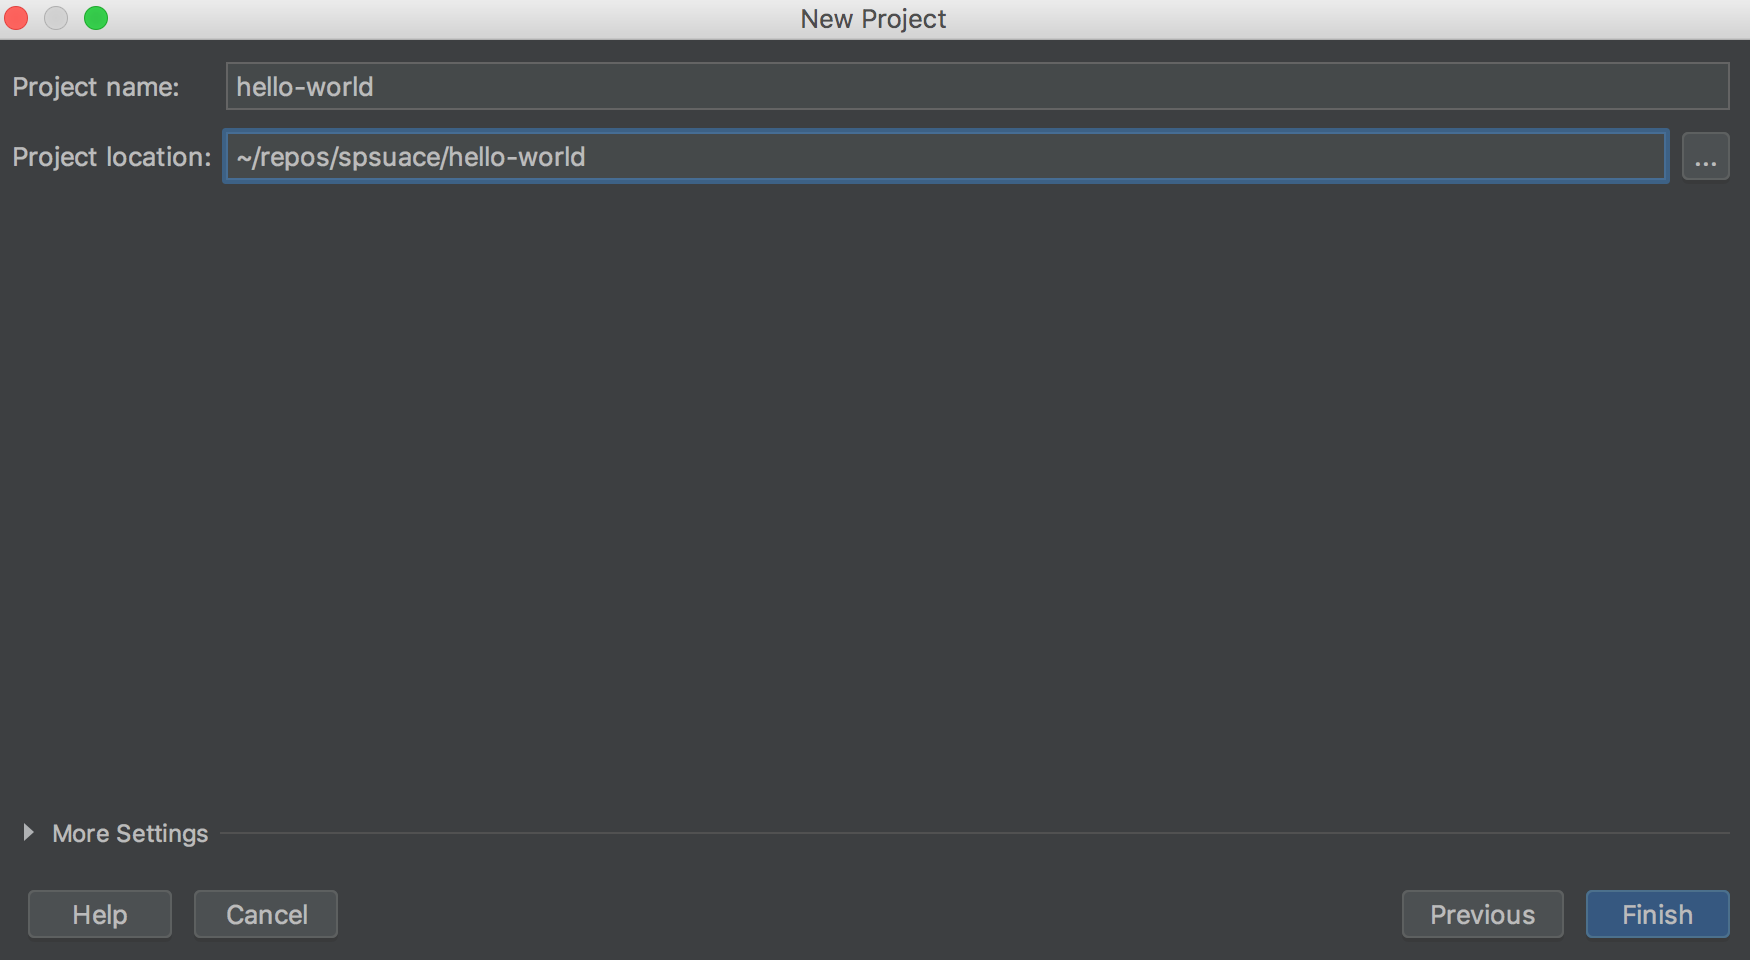 New Project
Project name: hello-world
Project location: ~/repos/spsuace/hello-world ...
More Settings
Help Cancel Previous Finish